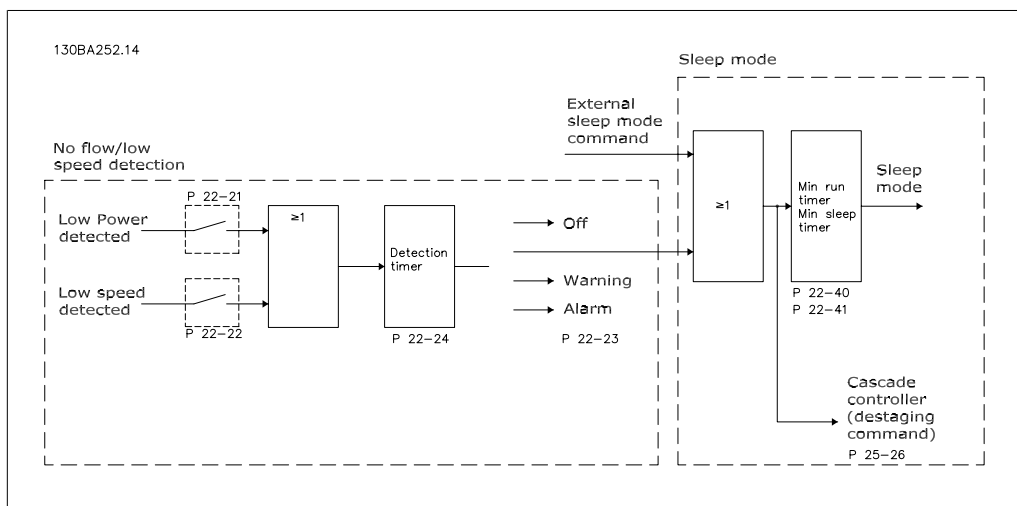 130BA252.14
Sleep mode
External
sleep mode
command
No flow/low
speed detection
P 22-21
Low Power
detected
≥1
Detection
timer
Off
Warning
Alarm
Low speed
detected
P 22-22
P 22-24
P 22-23
≥1
Min run
timer
Min sleep
timer
Sleep
mode
P 22-40
P 22-41
Cascade
controller
(destaging
command)
P 25-26